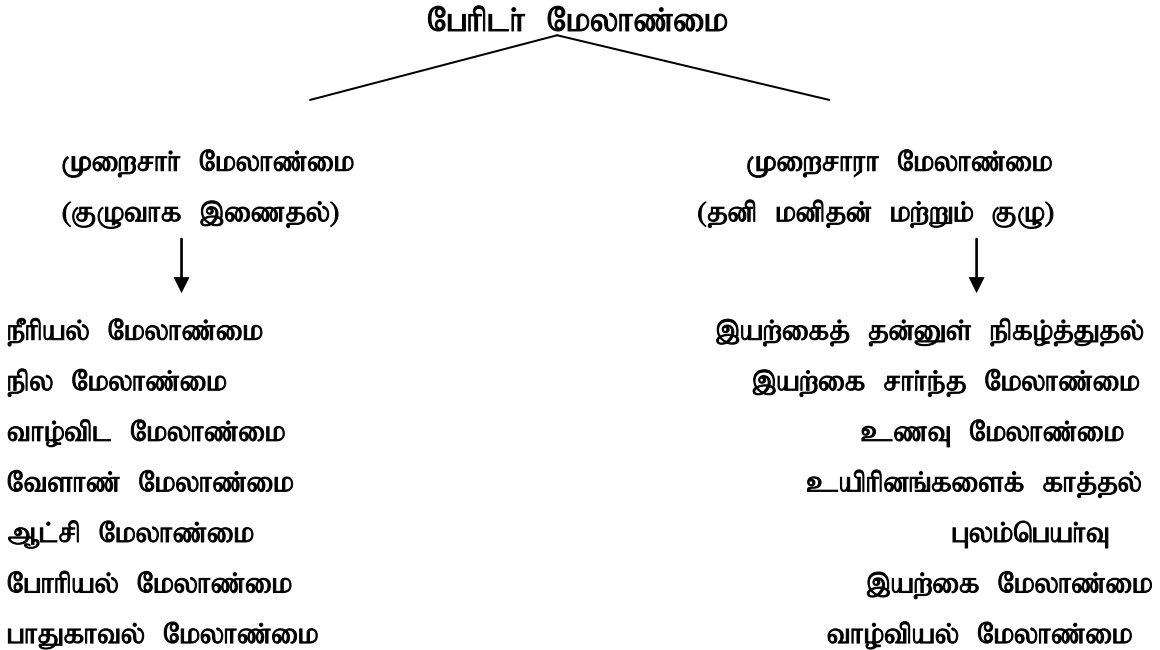 பேரிடர் மேலாண்மை
முறைசார் மேலாண்மை
(குழுவாக இணைதல்)
நீரியல் மேலாண்மை
நில மேலாண்மை
வாழ்விட மேலாண்மை
வேளாண் மேலாண்மை
ஆட்சி மேலாண்மை
போரியல் மேலாண்மை
பாதுகாவல் மேலாண்மை
முறைசாரா மேலாண்மை
(தனி மனிதன் மற்றும் குழு)
இயற்கைத் தன்னுள் நிகழ்த்துதல்
இயற்கை சார்ந்த மேலாண்மை
உணவு மேலாண்மை
உயிரினங்களைக் காத்தல்
புலம்பெயர்வு
இயற்கை மேலாண்மை
வாழ்வியல் மேலாண்மை